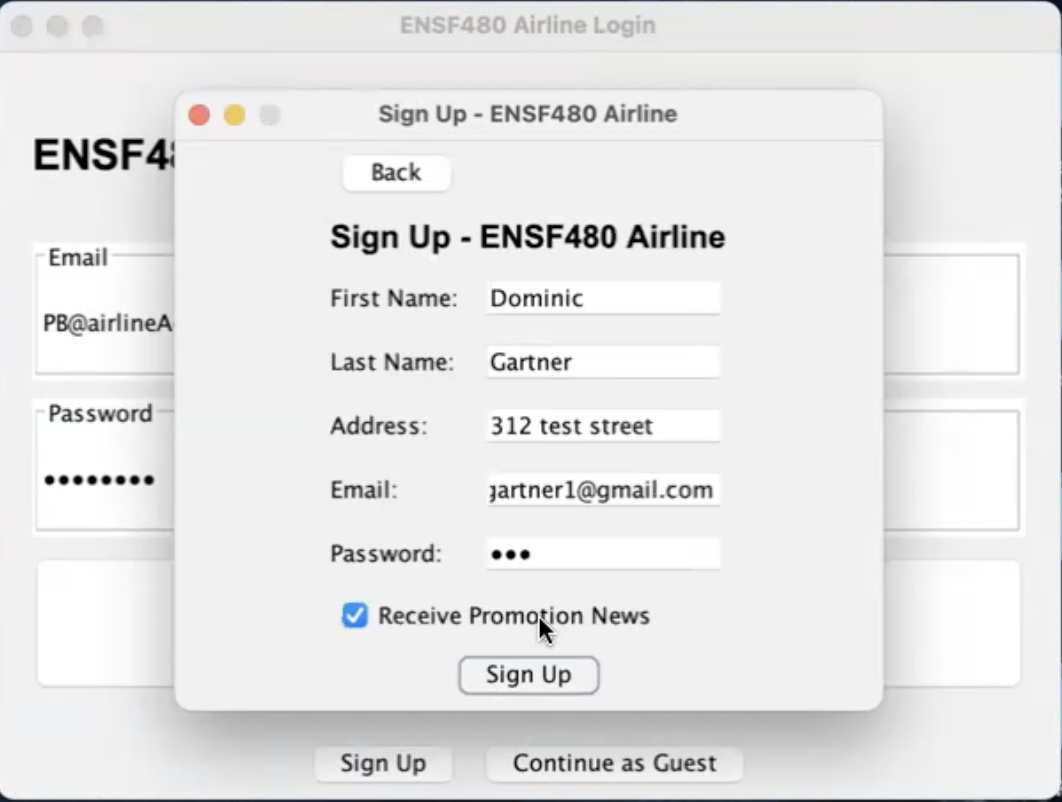 ENSF480 Airline Login
Sign Up - ENSF480 Airline
Back
Sign Up - ENSF480 Airline
First Name: Dominic
Last Name: Gartner
Address: 312 test street
Email: gartner1@gmail.com
Password: •••
Receive Promotion News
Sign Up
ENSF48
Email
PB@airlineA
Password
••••••••
Sign Up
Continue as Guest